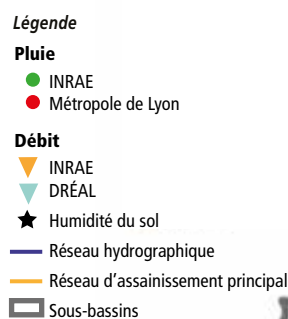 Légende
Pluie
INRAE
Métropole de Lyon
Débit
INRAE
DRÉAL
Humidité du sol
Réseau hydrographique
Réseau d'assainissement principal
Sous-bassins